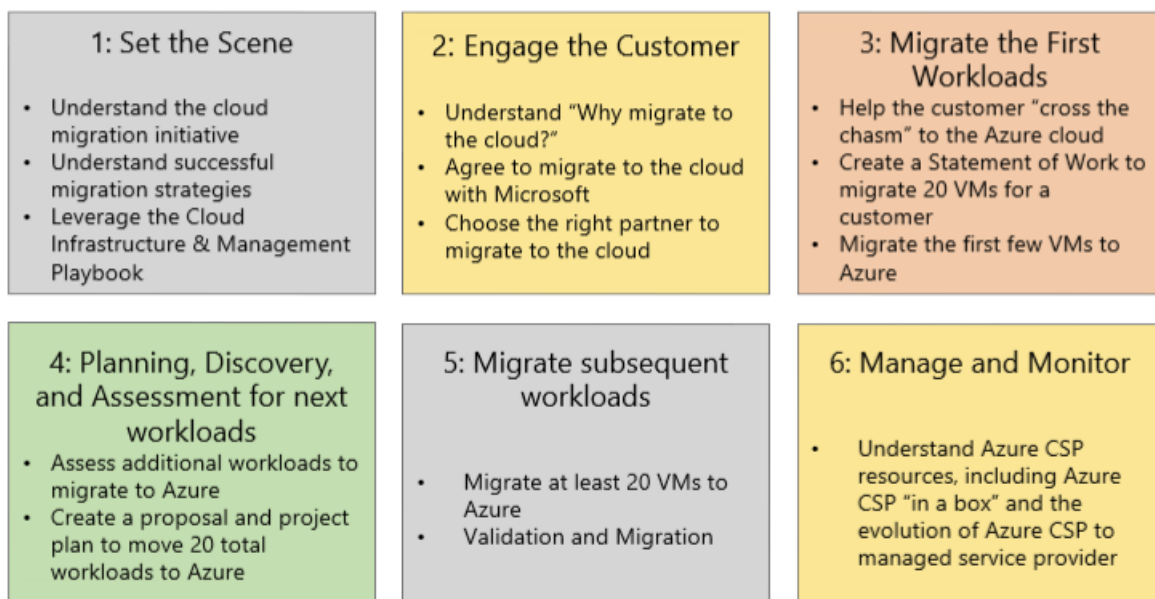 1: Set the Scene
• Understand the cloud
migration initiative
• Understand successful
migration strategies
• Leverage the Cloud
Infrastructure & Management
Playbook
2: Engage the Customer
• Understand “Why migrate to
the cloud?”
• Agree to migrate to the cloud
with Microsoft
• Choose the right partner to
migrate to the cloud
3: Migrate the First
Workloads
• Help the customer “cross the
chasm” to the Azure cloud
• Create a Statement of Work to
migrate 20 VMs for a
customer
• Migrate the first few VMs to
Azure
4: Planning, Discovery,
and Assessment for next
workloads
• Assess additional workloads to
migrate to Azure
• Create a proposal and project
plan to move 20 total
workloads to Azure
5: Migrate subsequent
workloads
• Migrate at least 20 VMs to
Azure
• Validation and Migration
6: Manage and Monitor
• Understand Azure CSP
resources, including Azure
CSP “in a box” and the
evolution of Azure CSP to
managed service provider